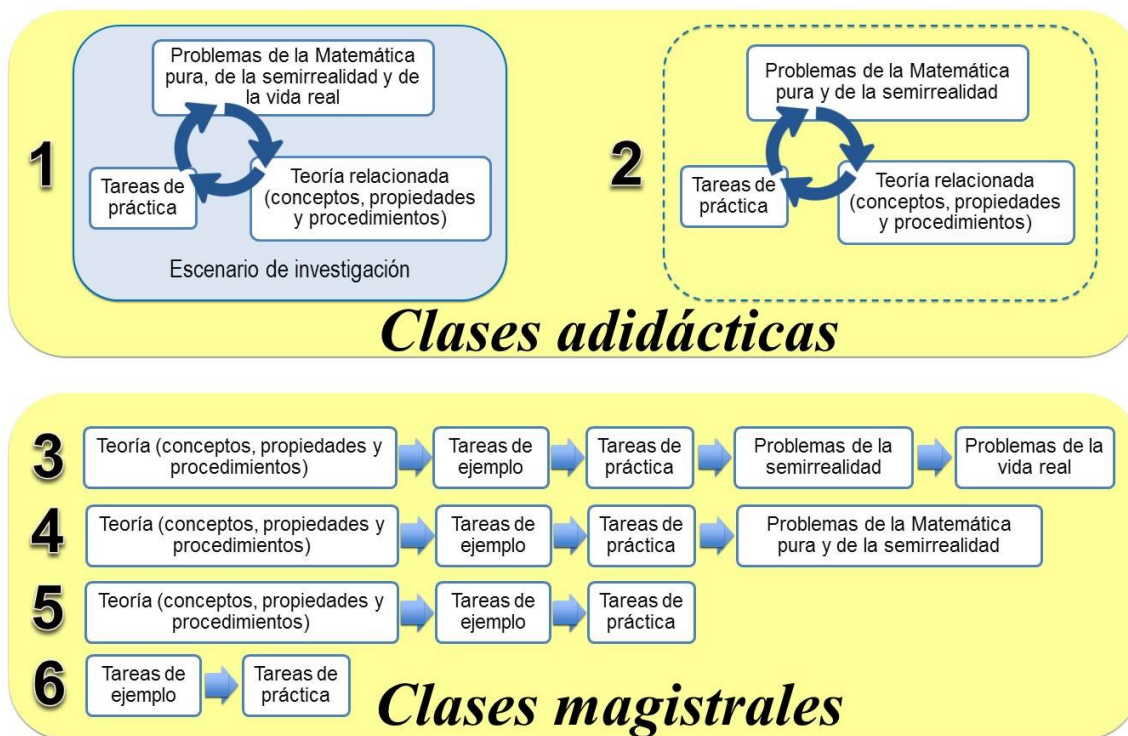 1
Problemas de la Matemática
pura, de la semirrealidad y de
la vida real
Tareas de
práctica
Teoría relacionada
(conceptos, propiedades
y procedimientos)
Escenario de investigación
2
Problemas de la Matemática
pura y de la semirrealidad
Tareas de
práctica
Teoría relacionada
(conceptos, propiedades
y procedimientos)
Clases adidácticas
3
Teoría (conceptos, propiedades y
procedimientos)
Tareas de
ejemplo
Tareas de
práctica
Problemas de la
semirrealidad
Problemas de la
vida real
4
Teoría (conceptos, propiedades y
procedimientos)
Tareas de
ejemplo
Tareas de
práctica
Problemas de la Matemática
pura y de la semirrealidad
5
Teoría (conceptos, propiedades y
procedimientos)
Tareas de
ejemplo
Tareas de
práctica
6
Tareas de
ejemplo
Tareas de
práctica
Clases magistrales